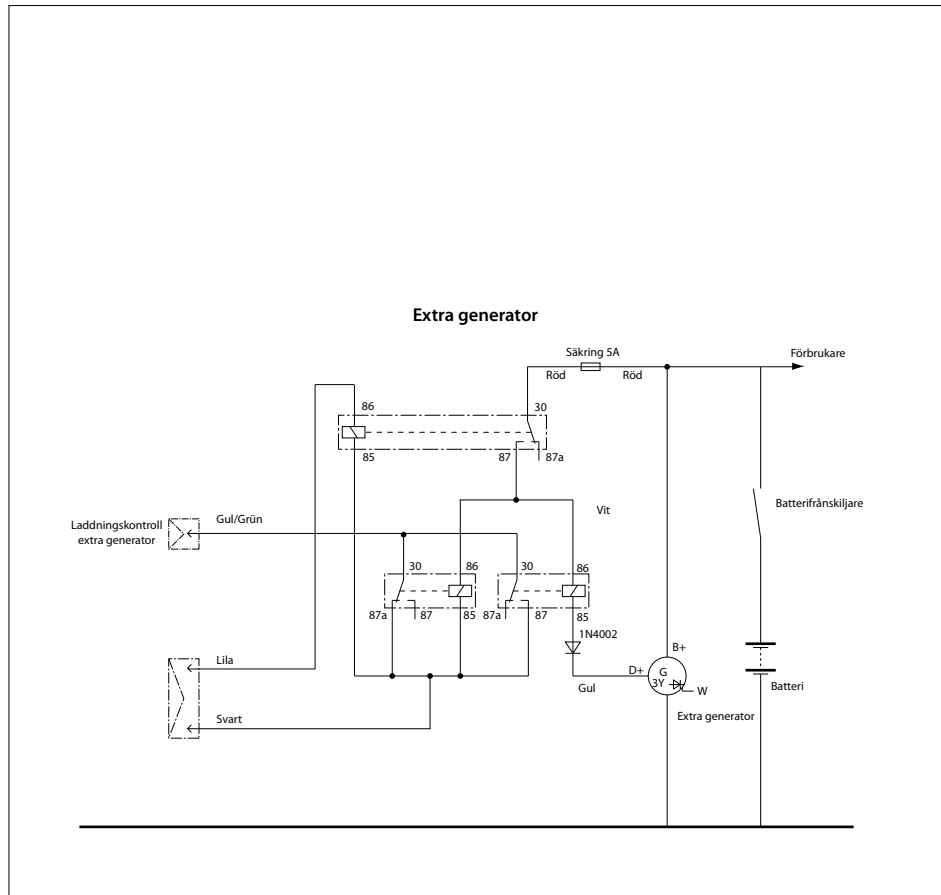 Extra generator
Säkring 5A
Förbrukare
Röd
Röd
86
30
85
87
87a
Vit
Batterifrånskiljare
Laddningskontroll
extra generator
Gul/Grün
30
86
30
86
87a
87
85
87a
87
85
1N4002
Lila
Gul
D+
B+
G
3Y
W
Batteri
Extra generator
Svart